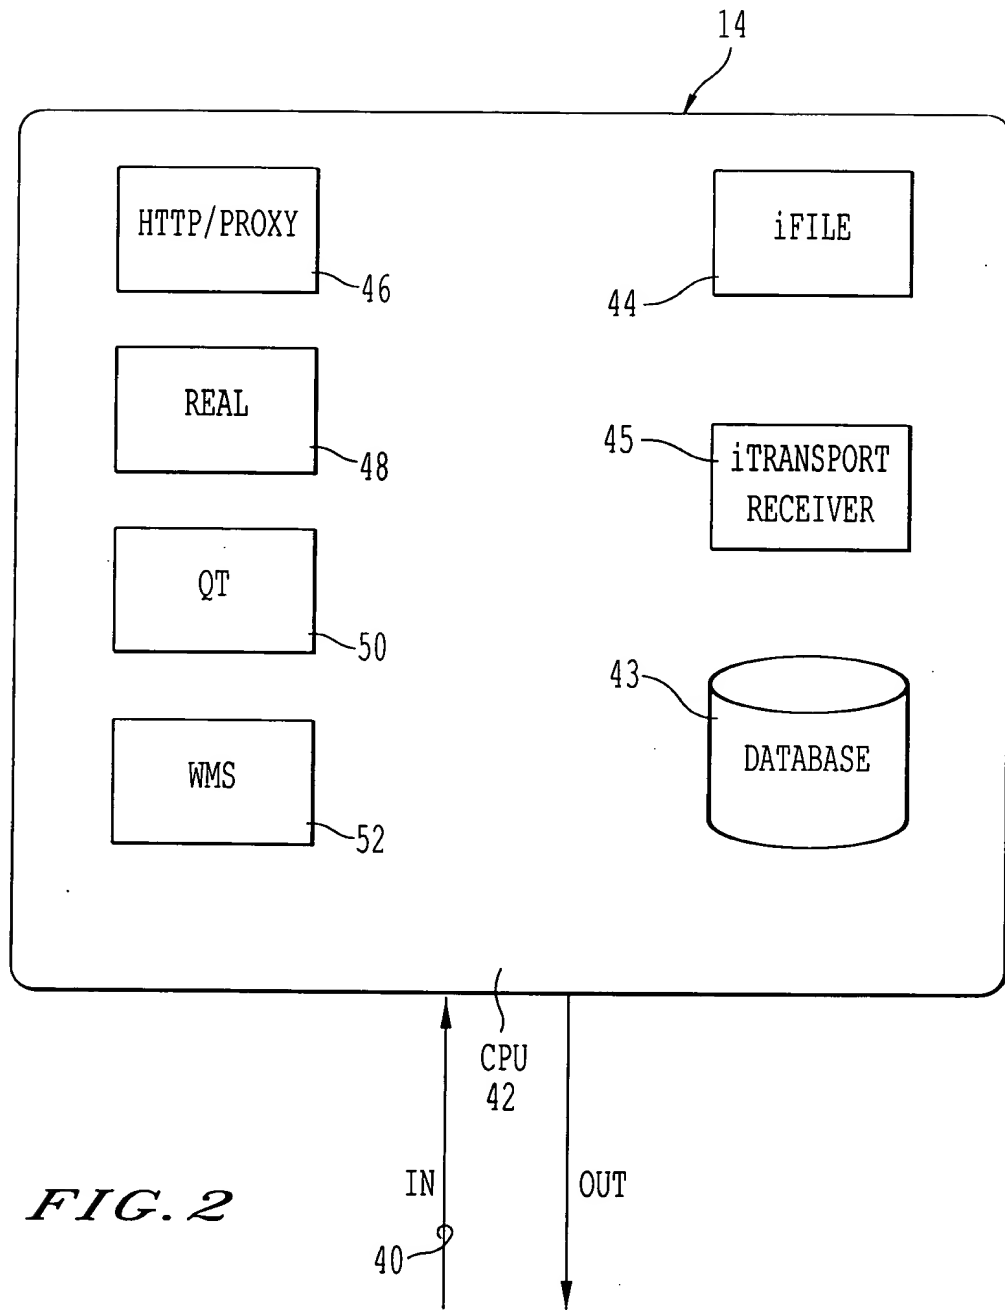 14
HTTP/PROXY
46
iFILE
44
REAL
48
45
iTRANSPORT
RECEIVER
QT
50
43
DATABASE
WMS
52
CPU
42
IN
OUT
40
FIG. 2